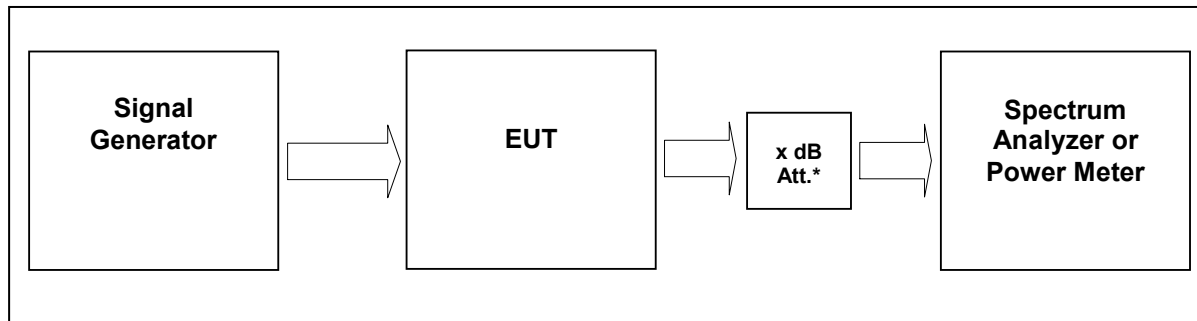 Signal
Generator
EUT
x dB
Att.*
Spectrum
Analyzer or
Power Meter